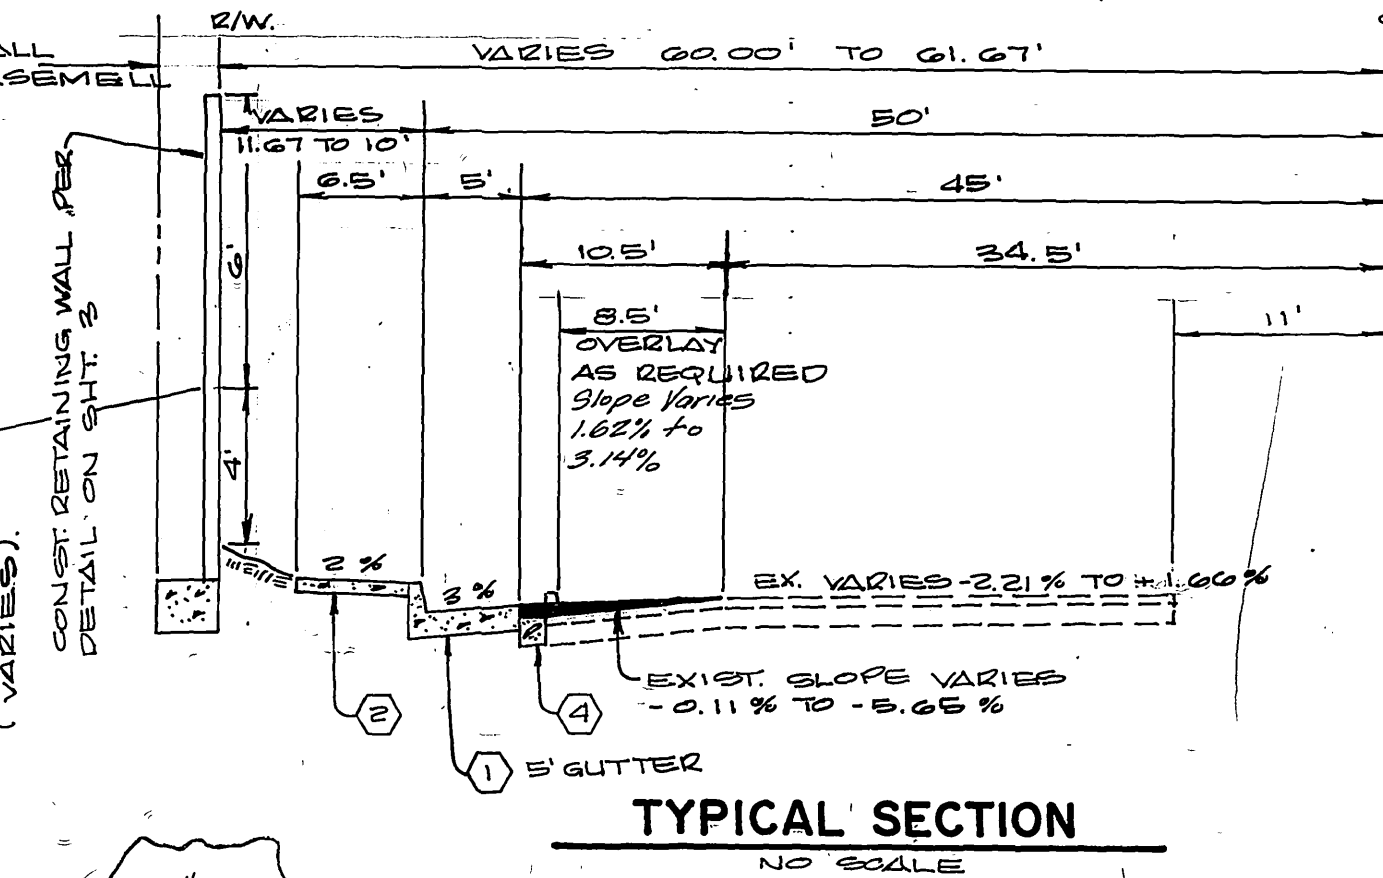 R/W.
VARIES 60.00' TO 61.67'
VARIES
11.67 TO 10'
50'
6.5'
5'
45'
10.5'
34.5'
8.5'
11'
OVERLAY
AS REQUIRED
Slope Varies
1.62% to
3.14%
6'
4'
CONST. RETAINING WALL PER
DETAIL ON SHT. 3
(VARIES).
2 %
3 %
EX. VARIES -2.21 % TO + 1.66 %
EXIST. SLOPE VARIES
-0.11 % TO -5.65 %
2
4
1 5' GUTTER
TYPICAL SECTION
NO SCALE